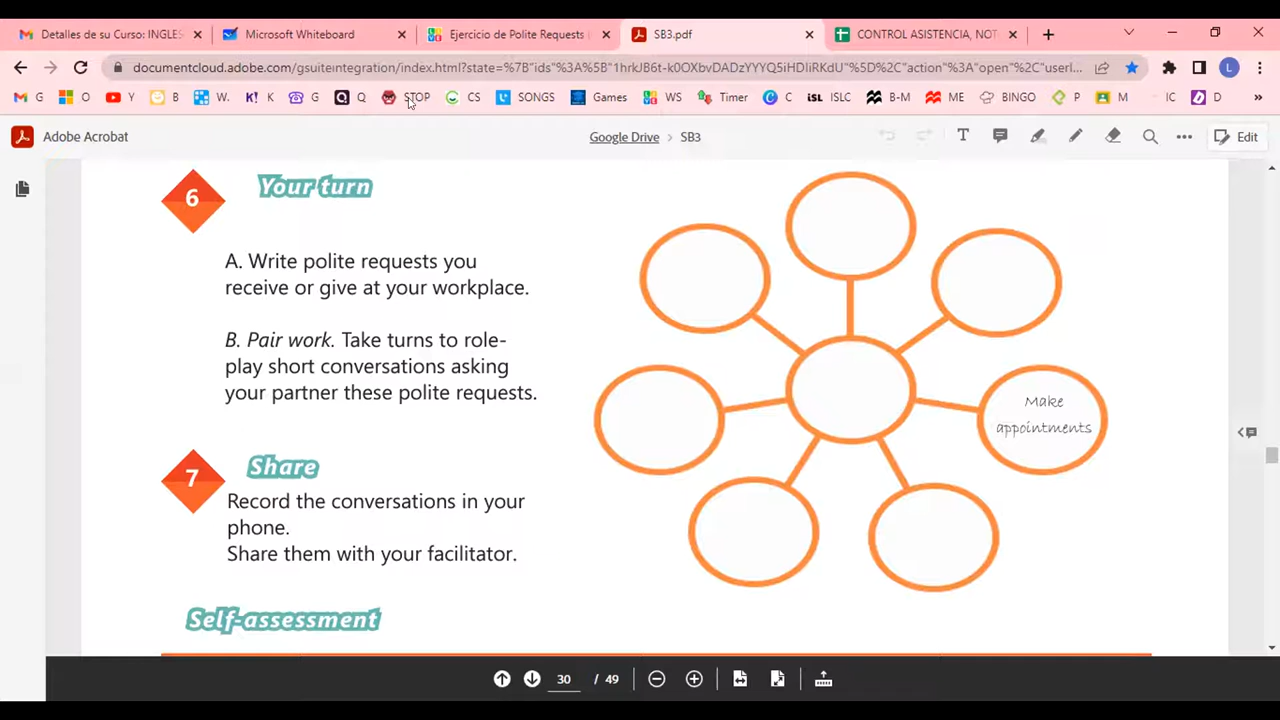 Detalles de su Curso: INGLES
Microsoft Whiteboard
Ejercicio de Polite Requests (
SB3.pdf
CONTROL ASISTENCIA, NOT
documentcloud.adobe.com/gsuiteintegration/index.html?state=%7B"ids"%3A%5B"1hrkJB6t-k0OXbvDADzYYYQ5iHDIiRKdU"%5D%2C"action"%3A"open"%2C"userI...
G O Y B W. K! K G Q STOP CS SONGS Games WS Timer C ISL ISLC B-M ME BINGO P M IC D »
Adobe Acrobat
Google Drive > SB3
Edit
6
Your turn
A. Write polite requests you
receive or give at your workplace.
B. Pair work. Take turns to role-
play short conversations asking
your partner these polite requests.
Make
appointments
7
Share
Record the conversations in your
phone.
Share them with your facilitator.
Self-assessment
30 / 49